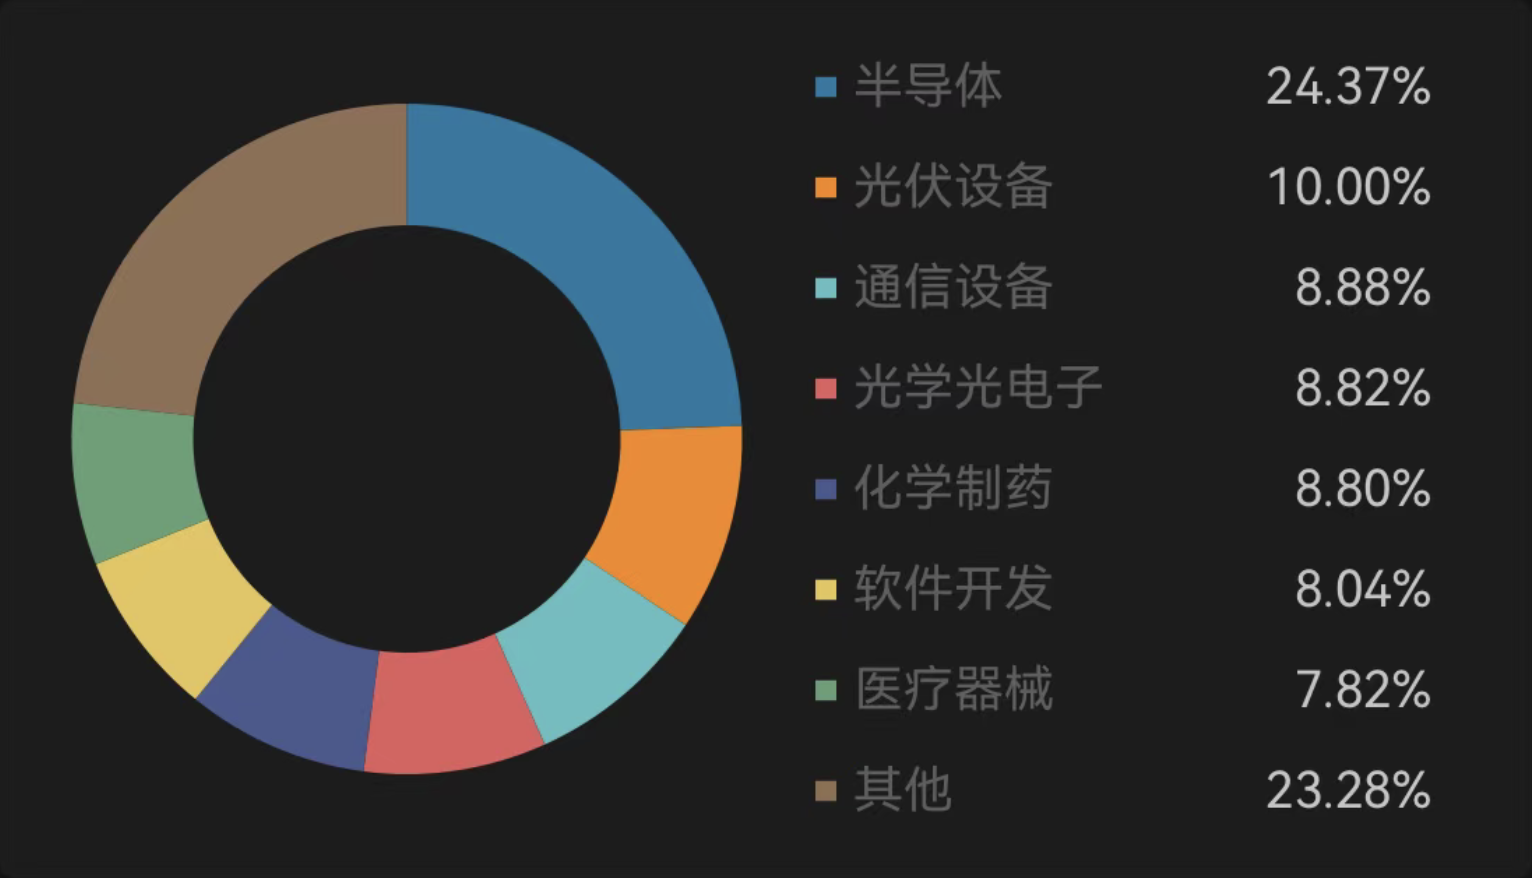 半导体 24.37%
光伏设备 10.00%
通信设备 8.88%
光学光电子 8.82%
化学制药 8.80%
软件开发 8.04%
医疗器械 7.82%
其他 23.28%